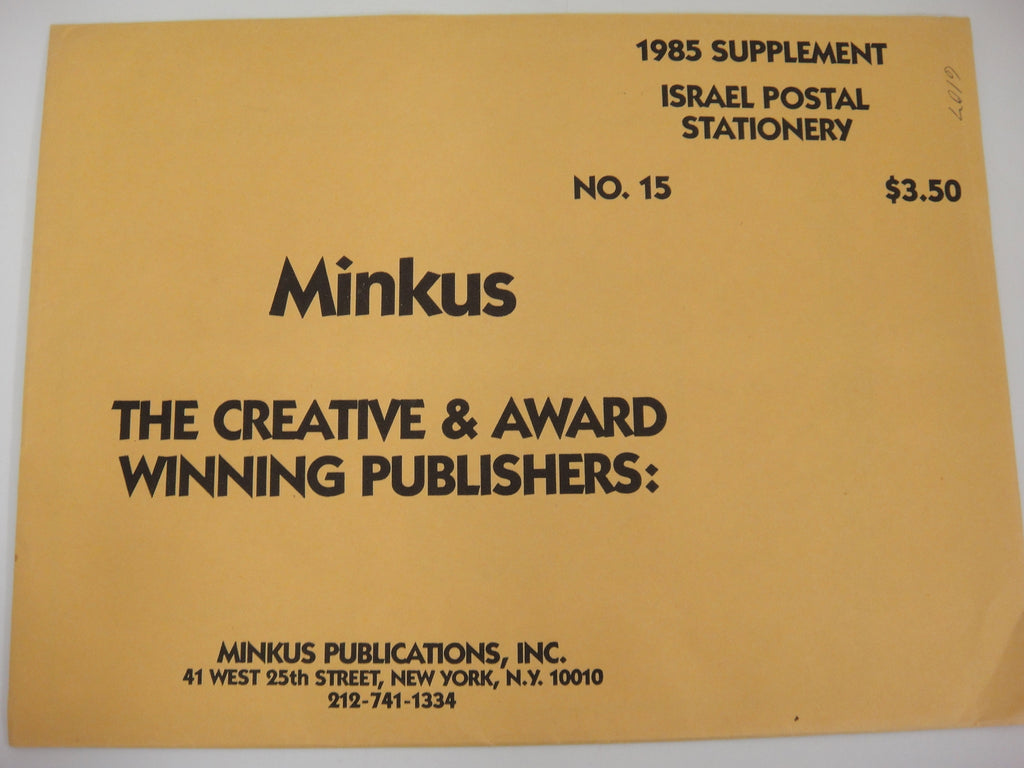 1985 SUPPLEMENT
ISRAEL POSTAL
STATIONERY
NO. 15 $3.50
Minkus
THE CREATIVE & AWARD
WINNING PUBLISHERS:
MINKUS PUBLICATIONS, INC.
41 WEST 25th STREET, NEW YORK, N.Y. 10010
212-741-1334